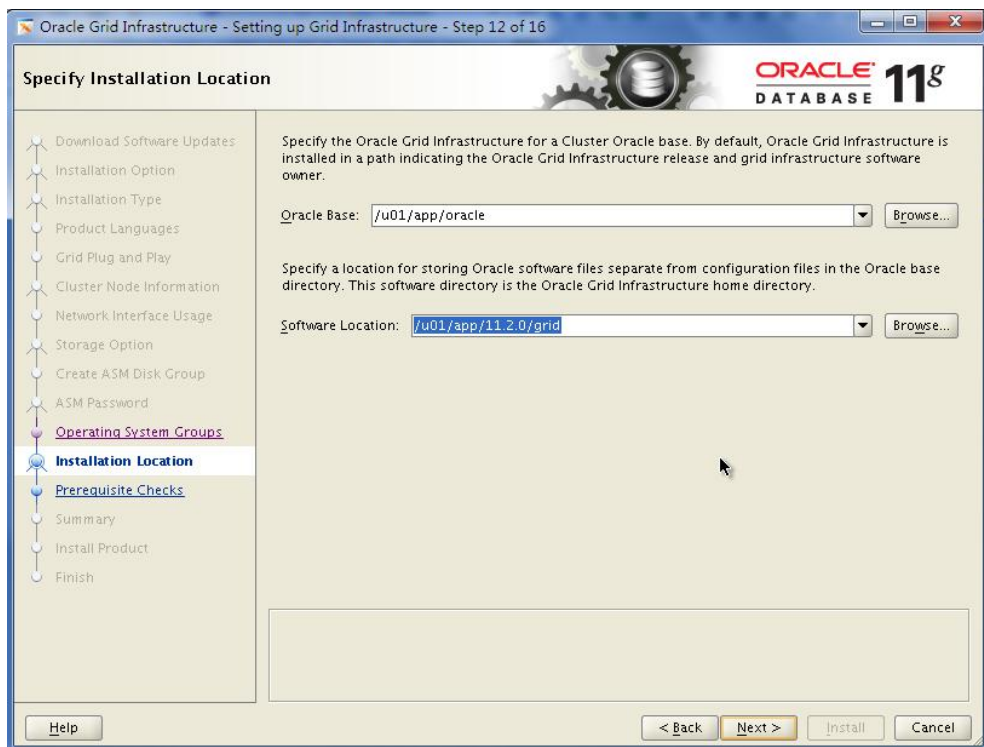 Oracle Grid Infrastructure - Setting up Grid Infrastructure - Step 12 of 16
Specify Installation Location
ORACLE
DATABASE
11g
Download Software Updates
Installation Option
Installation Type
Product Languages
Grid Plug and Play
Cluster Node Information
Network Interface Usage
Storage Option
Create ASM Disk Group
ASM Password
Operating System Groups
Installation Location
Prerequisite Checks
Summary
Install Product
Finish
Specify the Oracle Grid Infrastructure for a Cluster Oracle base. By default, Oracle Grid Infrastructure is
installed in a path indicating the Oracle Grid Infrastructure release and grid infrastructure software
owner.
Oracle Base: /u01/app/oracle Browse...
Specify a location for storing Oracle software files separate from configuration files in the Oracle base
directory. This software directory is the Oracle Grid Infrastructure home directory.
Software Location: /u01/app/11.2.0/grid Browse...
Help < Back Next > Install Cancel